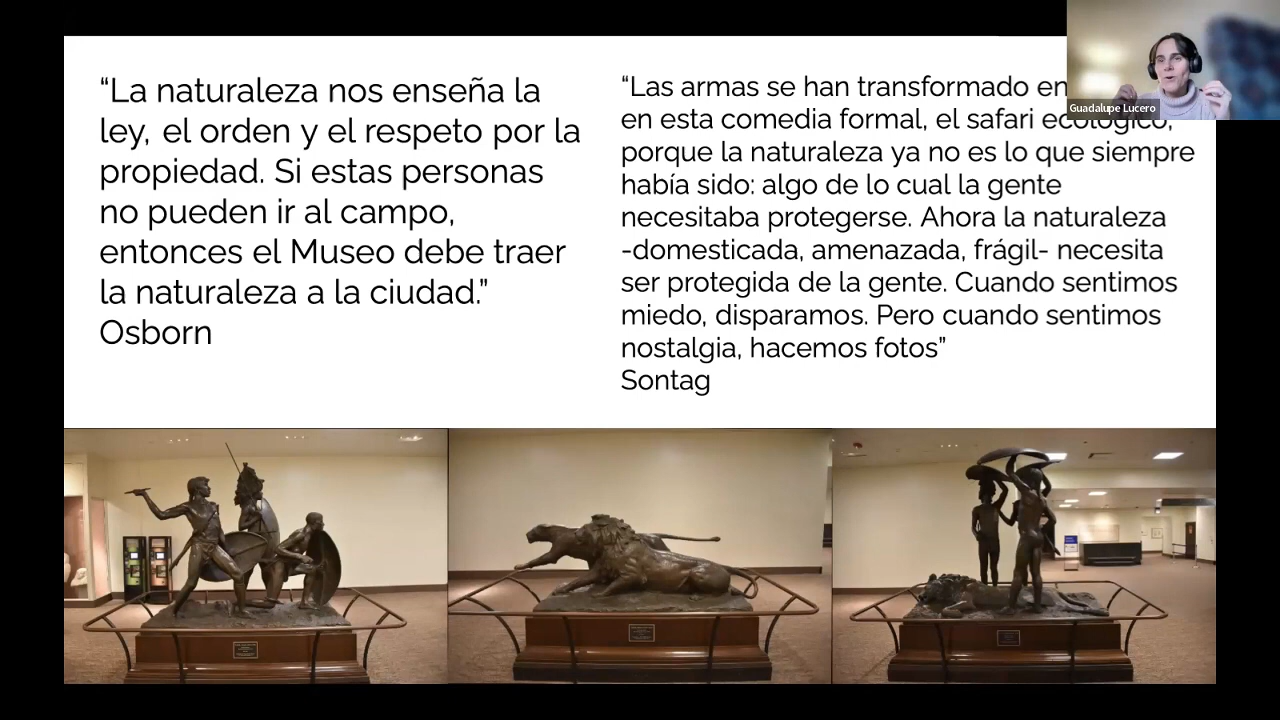 “La naturaleza nos enseña la
ley, el orden y el respeto por la
propiedad. Si estas personas
no pueden ir al campo,
entonces el Museo debe traer
la naturaleza a la ciudad.”
Osborn
“Las armas se han transformado en
en esta comedia formal, el safari ecológico,
porque la naturaleza ya no es lo que siempre
había sido: algo de lo cual la gente
necesitaba protegerse. Ahora la naturaleza
-domesticada, amenazada, frágil- necesita
ser protegida de la gente. Cuando sentimos
miedo, disparamos. Pero cuando sentimos
nostalgia, hacemos fotos”
Sontag
Guadalupe Lucero